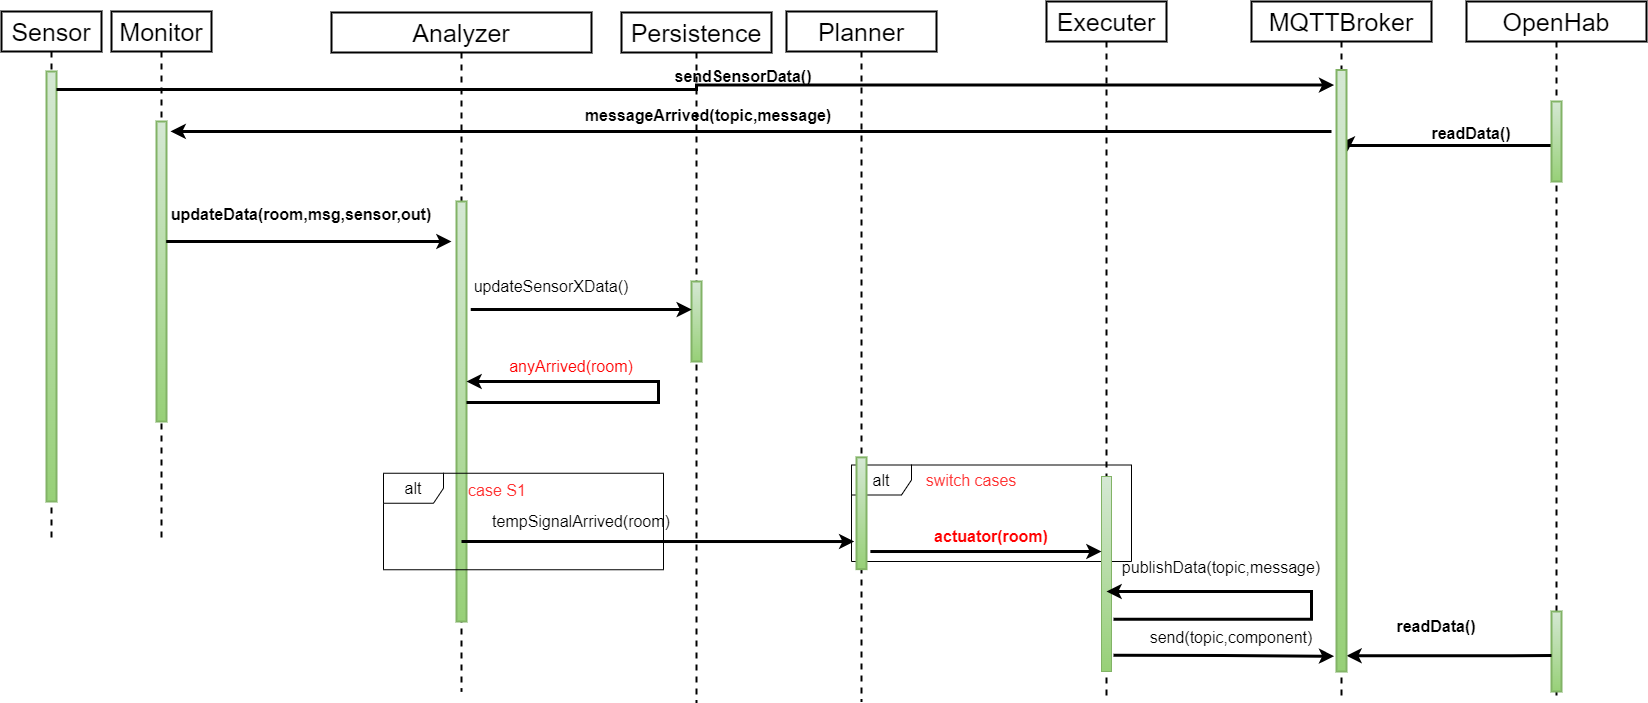 Sensor
Monitor
Analyzer
Persistence
Planner
Executer
MQTTBroker
OpenHab
sendSensorData()
messageArrived(topic,message)
readData()
updateData(room,msg,sensor,out)
updateSensorXData()
anyArrived(room)
alt
case S1
tempSignalArrived(room)
alt
switch cases
actuator(room)
publishData(topic,message)
send(topic,component)
readData()